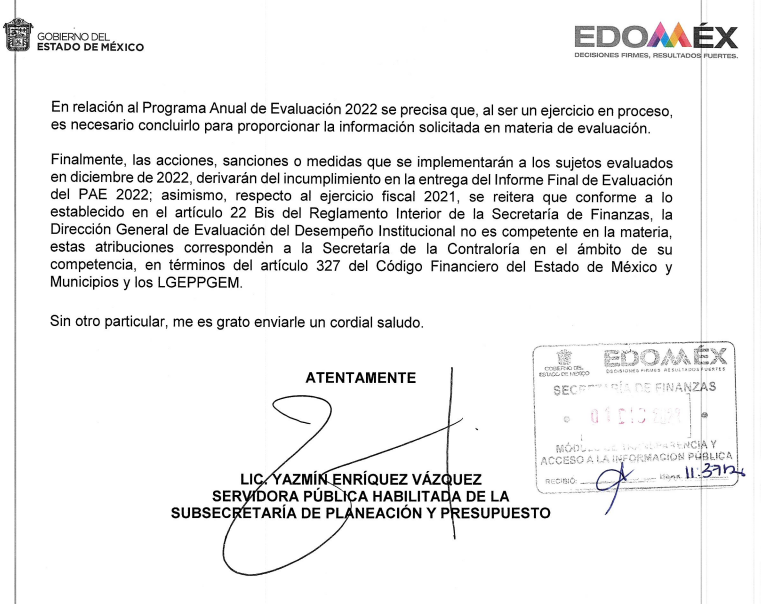 GOBIERNO DEL
ESTADO DE MÉXICO
EDOMÉX
DECISIONES FIRMES, RESULTADOS FUERTES.
En relación al Programa Anual de Evaluación 2022 se precisa que, al ser un ejercicio en proceso,
es necesario concluirlo para proporcionar la información solicitada en materia de evaluación.
Finalmente, las acciones, sanciones o medidas que se implementarán a los sujetos evaluados
en diciembre de 2022, derivarán del incumplimiento en la entrega del Informe Final de Evaluación
del PAE 2022; asimismo, respecto al ejercicio fiscal 2021, se reitera que conforme a lo
establecido en el artículo 22 Bis del Reglamento Interior de la Secretaría de Finanzas, la
Dirección General de Evaluación del Desempeño Institucional no es competente en la materia,
estas atribuciones corresponden a la Secretaría de la Contraloría en el ámbito de su
competencia, en términos del artículo 327 del Código Financiero del Estado de México y
Municipios y los LGEPPGEM.
Sin otro particular, me es grato enviarle un cordial saludo.
ATENTAMENTE
LIC. YAZMÍN ENRÍQUEZ VÁZQUEZ
SERVIDORA PÚBLICA HABILITADA DE LA
SUBSECRETARÍA DE PLANEACIÓN Y PRESUPUESTO
GOBIERNO DEL
ESTADO DE MÉXICO
EDOMÉX
DECISIONES FIRMES, RESULTADOS FUERTES
SECRETARÍA DE FINANZAS
01 DIC
MÓDULO DE TRANSPARENCIA Y
ACCESO A LA INFORMACIÓN PÚBLICA
RECIBIÓ: